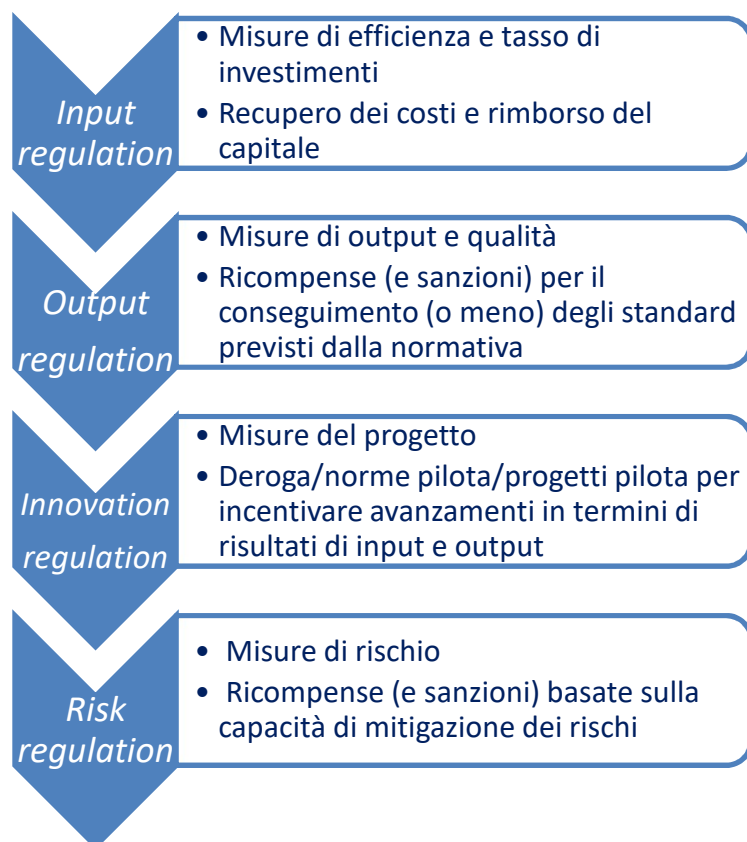 Input
regulation
• Misure di efficienza e tasso di
investimenti
• Recupero dei costi e rimborso del
capitale
Output
regulation
• Misure di output e qualità
• Ricompense (e sanzioni) per il
conseguimento (o meno) degli standard
previsti dalla normativa
Innovation
regulation
• Misure del progetto
• Deroga/norme pilota/progetti pilota per
incentivare avanzamenti in termini di
risultati di input e output
Risk
regulation
• Misure di rischio
• Ricompense (e sanzioni) basate sulla
capacità di mitigazione dei rischi